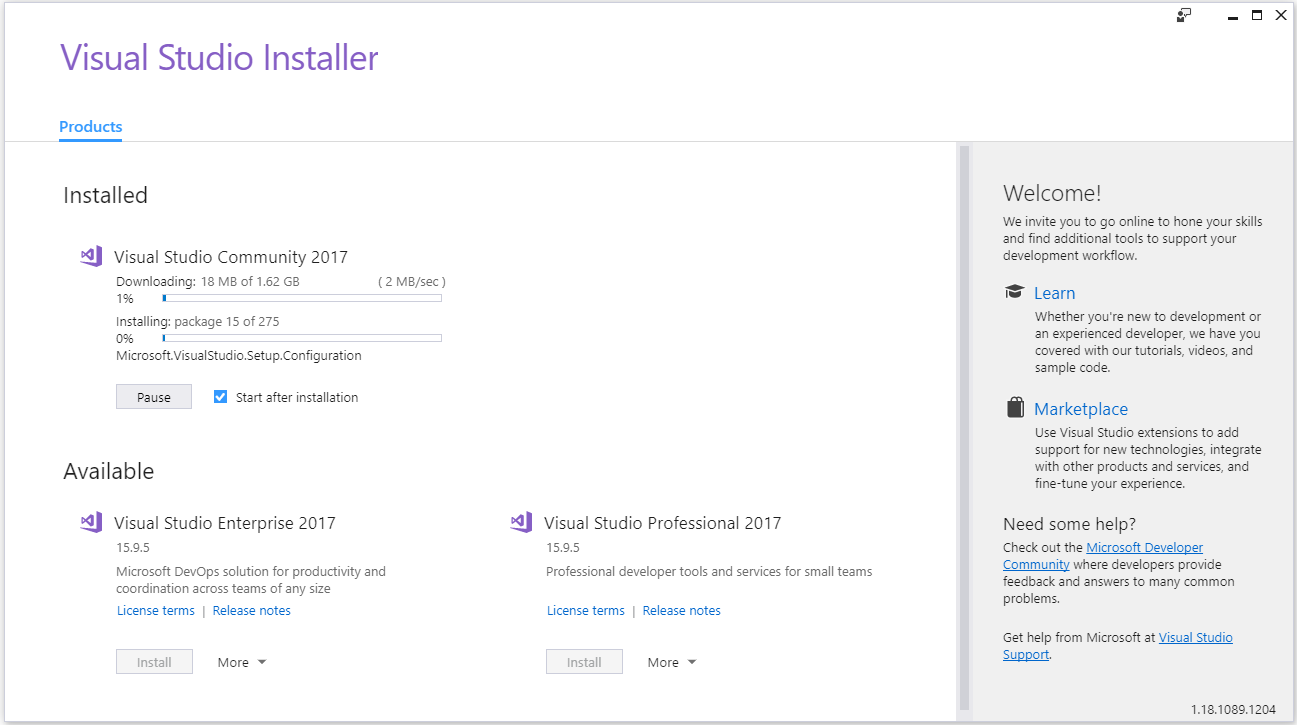 Visual Studio Installer
Products
Installed
Visual Studio Community 2017
Downloading: 18 MB of 1.62 GB ( 2 MB/sec )
1%
Installing: package 15 of 275
0%
Microsoft.VisualStudio.Setup.Configuration
Pause
Start after installation
Available
Visual Studio Enterprise 2017
15.9.5
Microsoft DevOps solution for productivity and
coordination across teams of any size
License terms | Release notes
Install
More
Visual Studio Professional 2017
15.9.5
Professional developer tools and services for small teams
License terms | Release notes
Install
More
Welcome!
We invite you to go online to hone your skills
and find additional tools to support your
development workflow.
Learn
Whether you're new to development or
an experienced developer, we have you
covered with our tutorials, videos, and
sample code.
Marketplace
Use Visual Studio extensions to add
support for new technologies, integrate
with other products and services, and
fine-tune your experience.
Need some help?
Check out the Microsoft Developer
Community where developers provide
feedback and answers to many common
problems.
Get help from Microsoft at Visual Studio
Support.
1.18.1089.1204